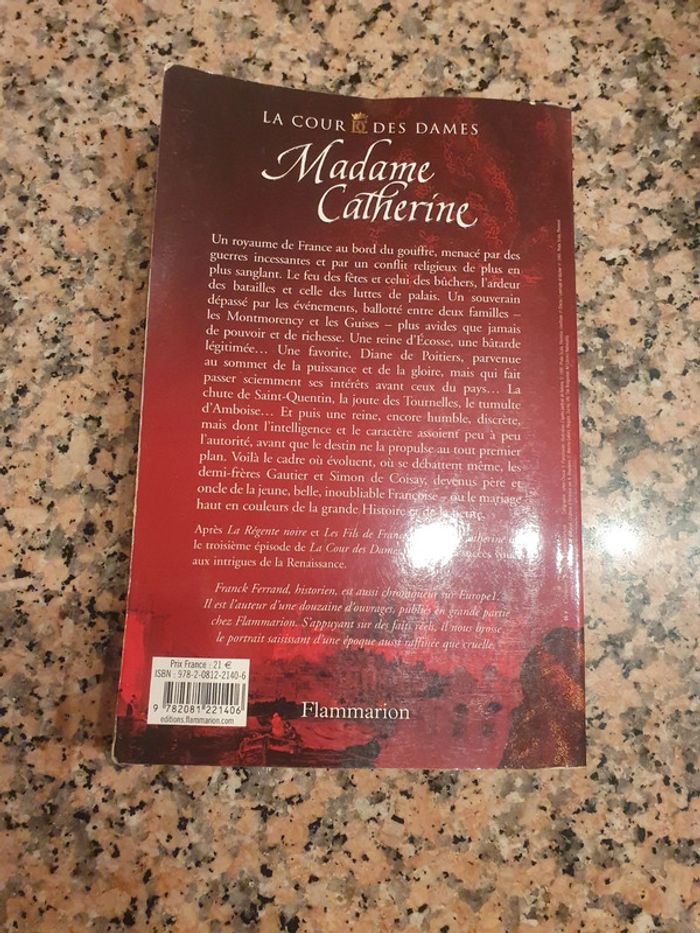 LA COUR DES DAMES
Madame
Catherine
Un royaume de France au bord du gouffre, menacé par des
guerres incessantes et par un conflit religieux de plus en
plus sanglant. Le feu des fêtes et celui des bûchers, l'ardeur
des batailles et celle des luttes de palais. Un souverain
dépassé par les événements, ballotté entre deux familles –
les Montmorency et les Guises – plus avides que jamais
de pouvoir et de richesse. Une reine d'Écosse, une bâtarde
légitimée… Une favorite, Diane de Poitiers, parvenue
au sommet de la puissance et de la gloire, mais qui fait
passer sciemment ses intérêts avant ceux du pays… La
chute de Saint-Quentin, la joute des Tournelles, le tumulte
d'Amboise… Et puis une reine, encore humble, discrète,
mais dont l'intelligence et le caractère assoient peu à peu
l'autorité, avant que le destin ne la propulse au tout premier
plan. Voilà le cadre où évoluent, où se débattent même, les
demi-frères Gautier et Simon de Coisay, devenus père et
oncle de la jeune, belle, inoubliable Françoise – ou le mariage
haut en couleurs de la grande Histoire et de la petite.
Après La Régente noire et Les Fils de France, Catherine
le troisième épisode de La Cour des Dames
aux intrigues de la Renaissance.
Franck Ferrand, historien, est aussi chroniqueur sur Europe1.
Il est l'auteur d'une douzaine d'ouvrages, publiés en grande partie
chez Flammarion. S'appuyant sur des faits réels, il nous brosse
le portrait saisissant d'une époque aussi raffinée que cruelle.
Prix France : 21 €
ISBN : 978-2-0812-2140-6
9 782081 221406
editions.flammarion.com
Flammarion